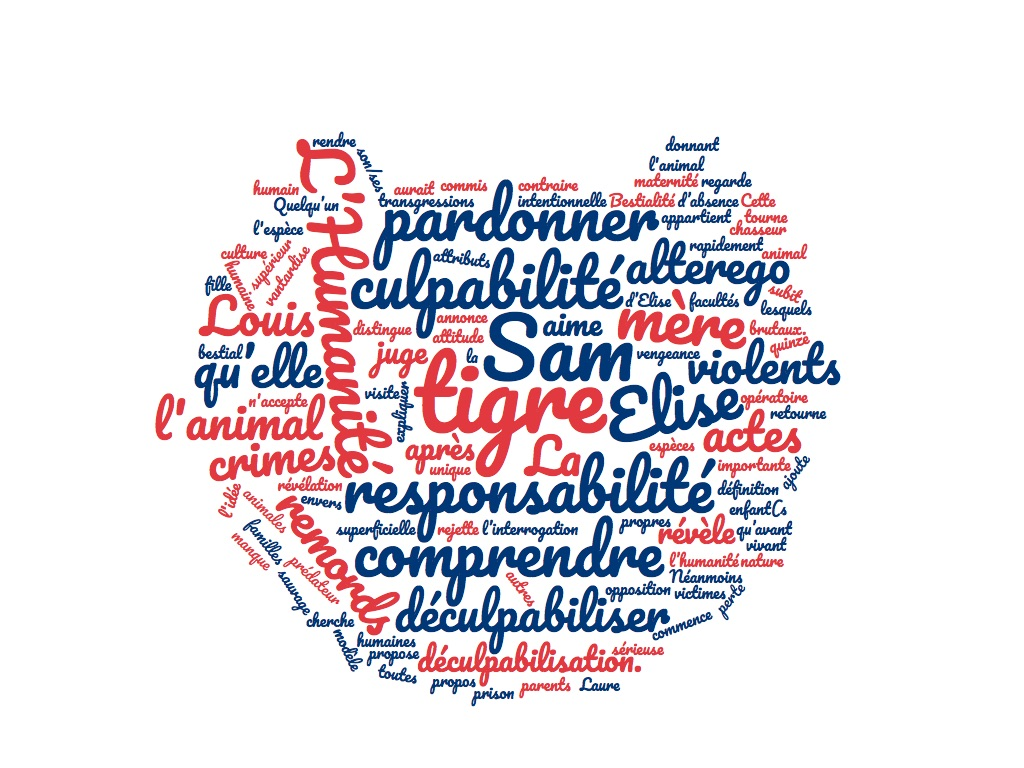 rendre
donnant
son/ses
l'animal
L'Humanité
humain
aurait
commis
contraire
maternité
regarde
Quelqu'un
transgressions
intentionnelle
Bestialité
d'absence
Cette
pardonner
appartient
tourne
l'espèce
chasseur
culture
supérieur
attributs
rapidement
animal
humaine
vantardise
culpabilité
alterego
fille
d'Elise
facultés
subit
Louis
annonce
lesquels
distingue
attitude
Sam
aime
mère
brutaux.
quinze
bestial
juge
la
vengeance
violents
qu'elle
visite
expliquer
tigre
Elise
opératoire
n'accepte
retourne
l'animal
après
La
espèces
actes
crimes
unique
importante
ajoute
révélation
envers
responsabilité
définition
l'idée
animales
remords
enfantCs
familles
superficielle
rejette
l'interrogation
propres
révèle
qu'avant
manque
vivant
comprendre
l'humanité
nature
prédateur
autres
Néanmoins
sauvage
opposition
victimes
perte
cherche
déculpabiliser
commence
modèle
humaines
propose
déculpabilisation.
sérieuse
toutes
propos
prison
parents
Laure